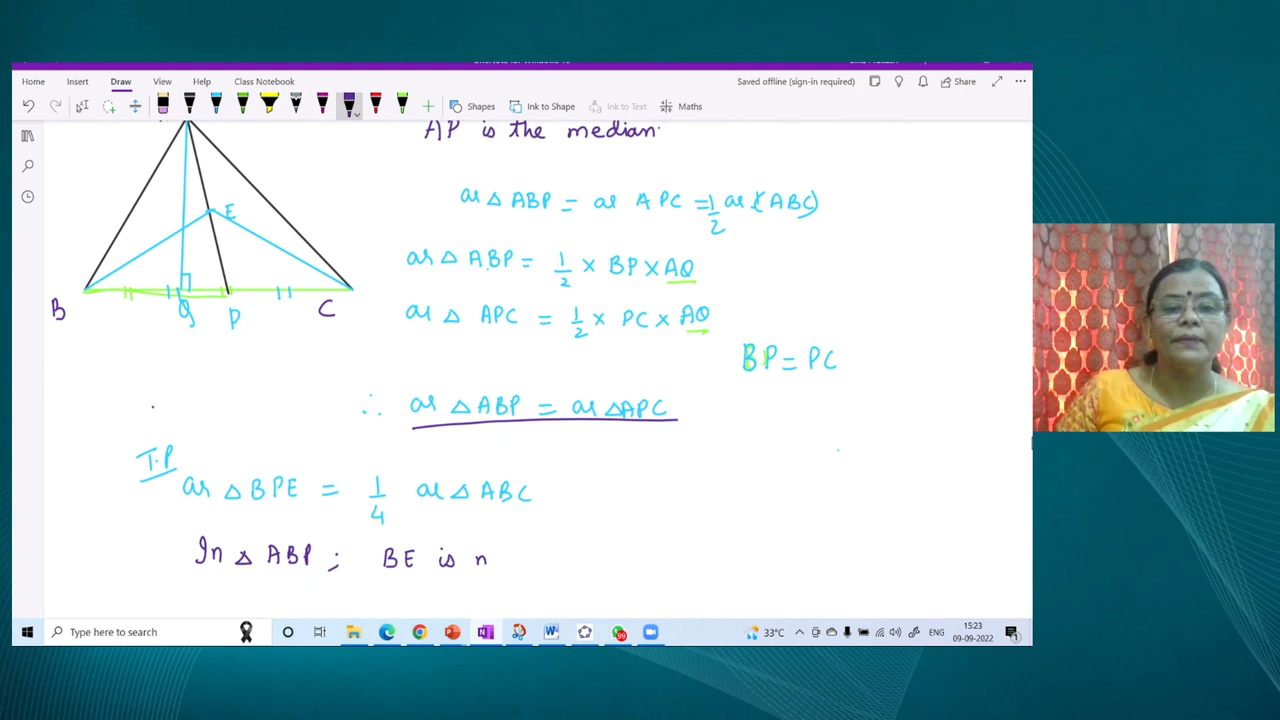 Home Insert Draw View Help Class Notebook Saved offline (sign-in required) Share
Shapes Ink to Shape Ink to Text Maths
AP is the median.
ar △ ABP = ar APC = 1/2 ar (ABC)
E
ar △ ABP = 1/2 × BP × AQ
B Q P C
ar △ APC = 1/2 × PC × AQ
BP = PC
∴ ar △ABP = ar △APC
T.P
ar △ BPE = 1/4 ar △ ABC
In △ ABP ; BE is n
Type here to search 33°C ENG 15:23
09-09-2022